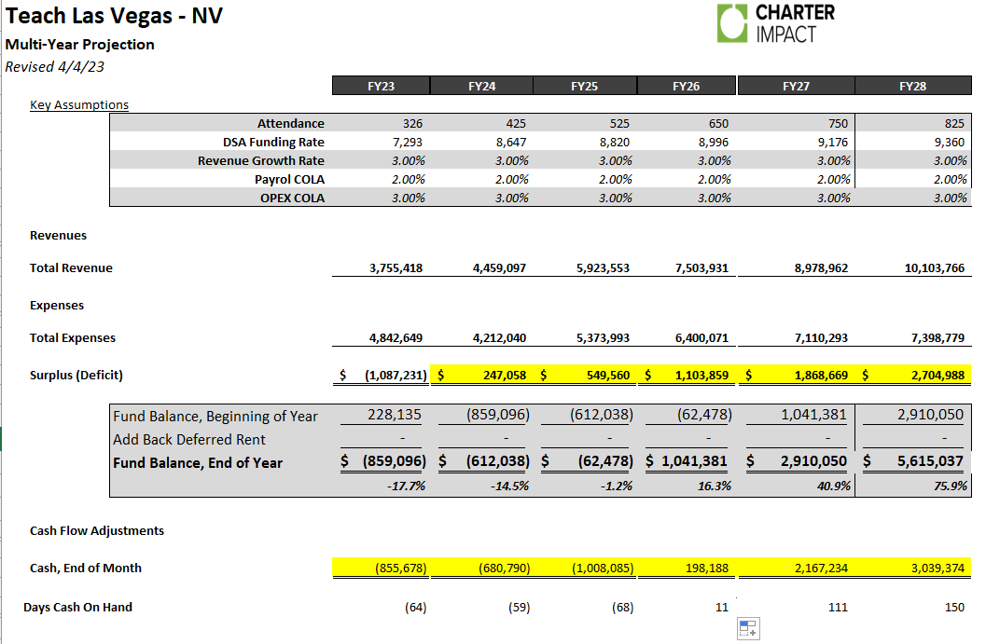 Teach Las Vegas - NV
CHARTER
IMPACT
Multi-Year Projection
Revised 4/4/23
FY23 FY24 FY25 FY26 FY27 FY28
Key Assumptions
Attendance 326 425 525 650 750 825
DSA Funding Rate 7,293 8,647 8,820 8,996 9,176 9,360
Revenue Growth Rate 3.00% 3.00% 3.00% 3.00% 3.00% 3.00%
Payrol COLA 2.00% 2.00% 2.00% 2.00% 2.00% 2.00%
OPEX COLA 3.00% 3.00% 3.00% 3.00% 3.00% 3.00%
Revenues
Total Revenue 3,755,418 4,459,097 5,923,553 7,503,931 8,978,962 10,103,766
Expenses
Total Expenses 4,842,649 4,212,040 5,373,993 6,400,071 7,110,293 7,398,779
Surplus (Deficit) $ (1,087,231) $ 247,058 $ 549,560 $ 1,103,859 $ 1,868,669 $ 2,704,988
Fund Balance, Beginning of Year 228,135 (859,096) (612,038) (62,478) 1,041,381 2,910,050
Add Back Deferred Rent - - - - - -
Fund Balance, End of Year $ (859,096) $ (612,038) $ (62,478) $ 1,041,381 $ 2,910,050 $ 5,615,037
-17.7% -14.5% -1.2% 16.3% 40.9% 75.9%
Cash Flow Adjustments
Cash, End of Month (855,678) (680,790) (1,008,085) 198,188 2,167,234 3,039,374
Days Cash On Hand (64) (59) (68) 11 111 150